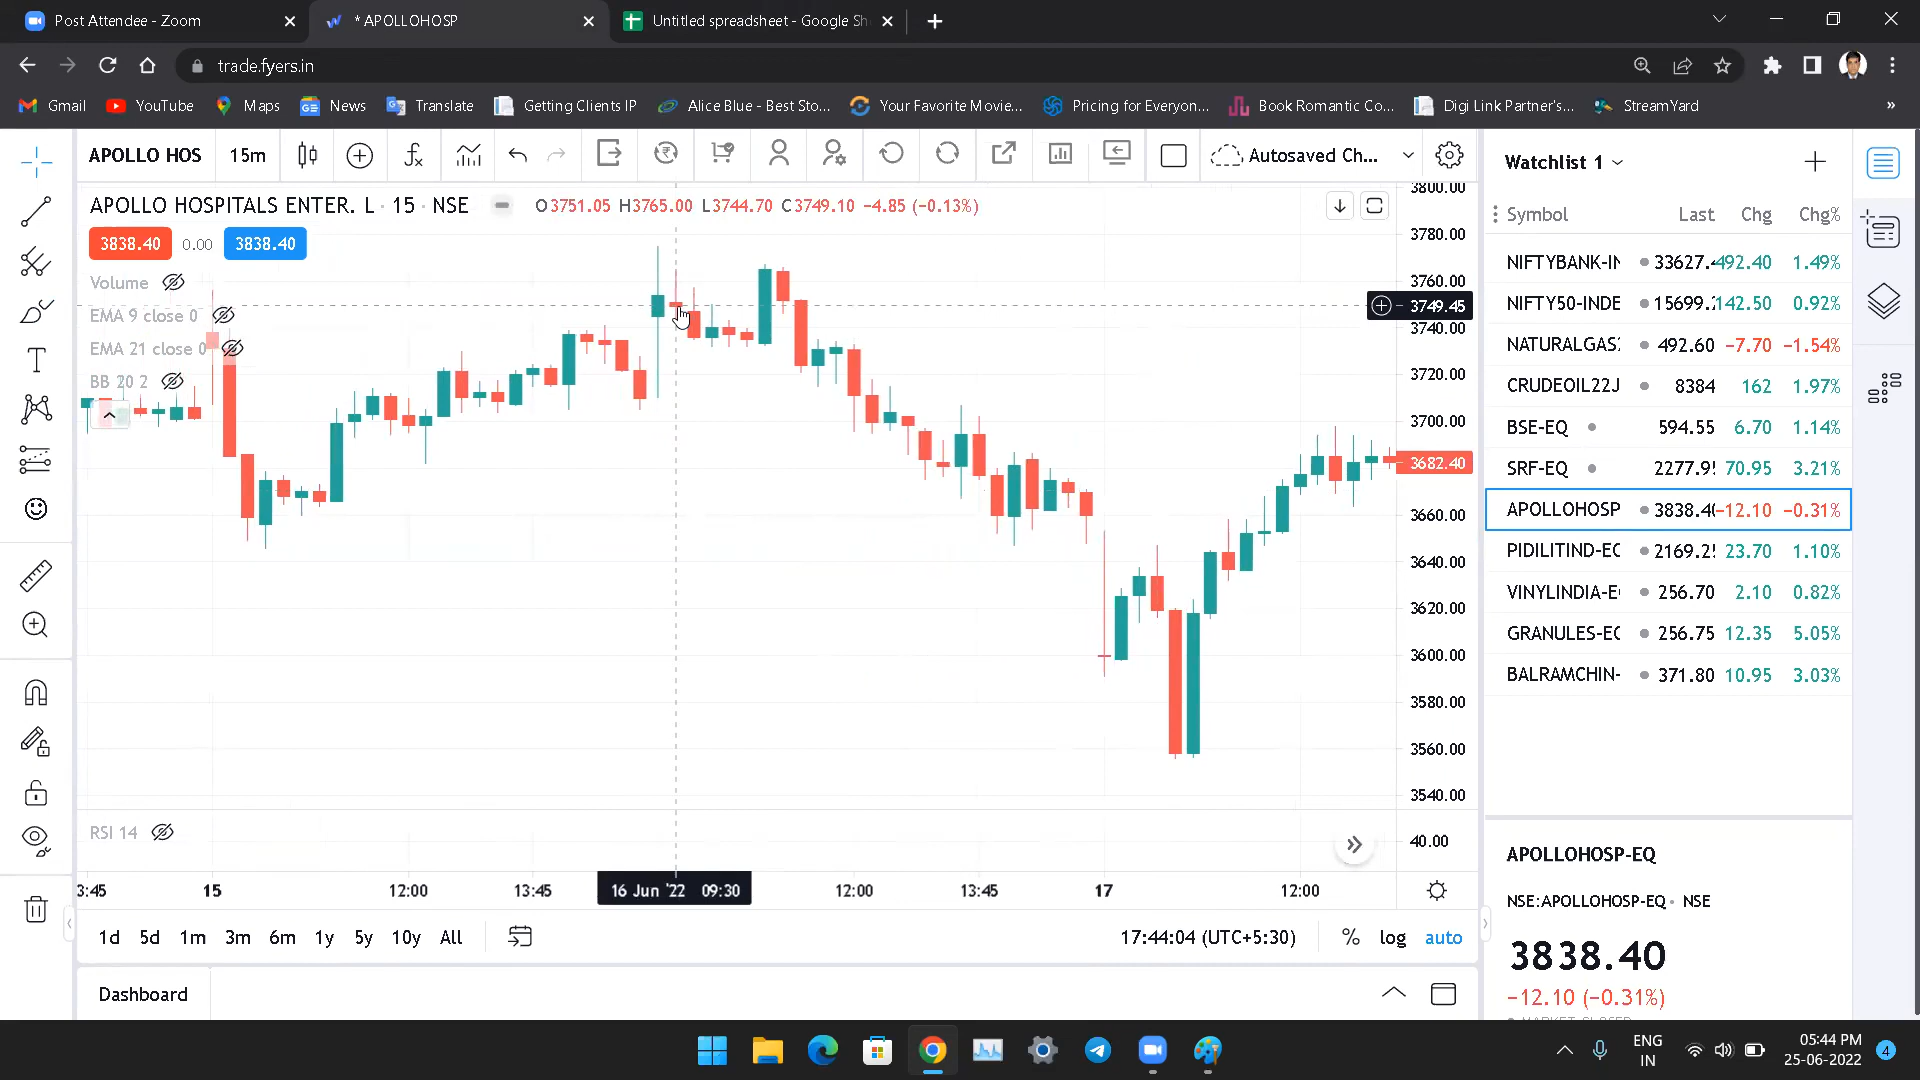 Post Attendee - Zoom
* APOLLOHOSP
Untitled spreadsheet - Google Sh
trade.fyers.in
Gmail
YouTube
Maps
News
Translate
Getting Clients IP
Alice Blue - Best Sto...
Your Favorite Movie...
Pricing for Everyon...
Book Romantic Co...
Digi Link Partner's...
StreamYard
»
APOLLO HOS
15m
Autosaved Ch...
Watchlist 1
APOLLO HOSPITALS ENTER. L · 15 · NSE
O3751.05 H3765.00 L3744.70 C3749.10 −4.85 (−0.13%)
3838.40
0.00
3838.40
Volume
EMA 9 close 0
EMA 21 close 0
BB 20 2
RSI 14
3800.00
3780.00
3760.00
3749.45
3740.00
3720.00
3700.00
3682.40
3660.00
3640.00
3620.00
3600.00
3580.00
3560.00
3540.00
40.00
3:45
15
12:00
13:45
16 Jun '22 09:30
12:00
13:45
17
12:00
1d 5d 1m 3m 6m 1y 5y 10y All
17:44:04 (UTC+5:30)
% log auto
Dashboard
Symbol Last Chg Chg%
NIFTYBANK-IN 33627.4 492.40 1.49%
NIFTY50-INDE 15699.2 142.50 0.92%
NATURALGAS2 492.60 −7.70 −1.54%
CRUDEOIL22J 8384 162 1.97%
BSE-EQ 594.55 6.70 1.14%
SRF-EQ 2277.95 70.95 3.21%
APOLLOHOSP 3838.40 −12.10 −0.31%
PIDILITIND-EQ 2169.25 23.70 1.10%
VINYLINDIA-E 256.70 2.10 0.82%
GRANULES-EQ 256.75 12.35 5.05%
BALRAMCHIN- 371.80 10.95 3.03%
APOLLOHOSP-EQ
NSE:APOLLOHOSP-EQ • NSE
3838.40
−12.10 (−0.31%)
ENG
IN
05:44 PM
25-06-2022
4